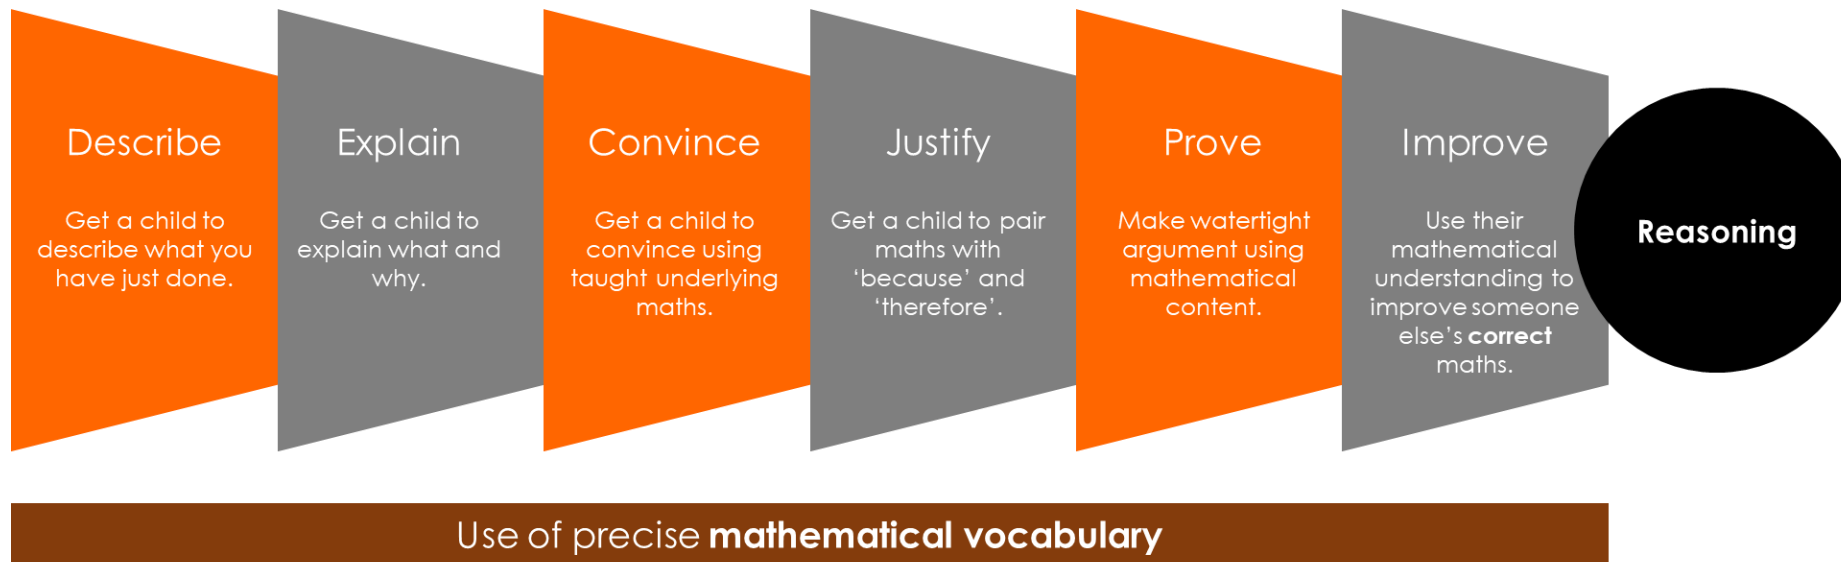 Describe
Get a child to
describe what you
have just done.
Explain
Get a child to
explain what and
why.
Convince
Get a child to
convince using
taught underlying
maths.
Justify
Get a child to pair
maths with
‘because’ and
‘therefore’.
Prove
Make watertight
argument using
mathematical
content.
Improve
Use their
mathematical
understanding to
improve someone
else’s correct
maths.
Reasoning
Use of precise mathematical vocabulary